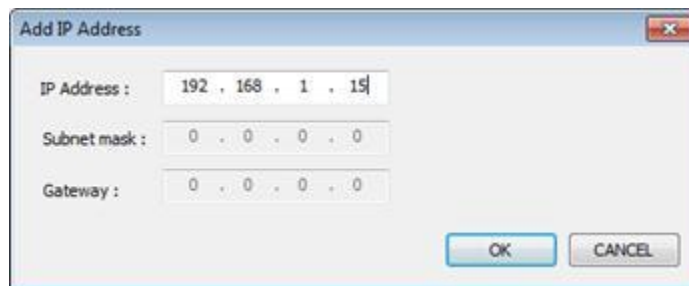 Add IP Address
IP Address : 192 . 168 . 1 . 15
Subnet mask : 0 . 0 . 0 . 0
Gateway : 0 . 0 . 0 . 0
OK CANCEL